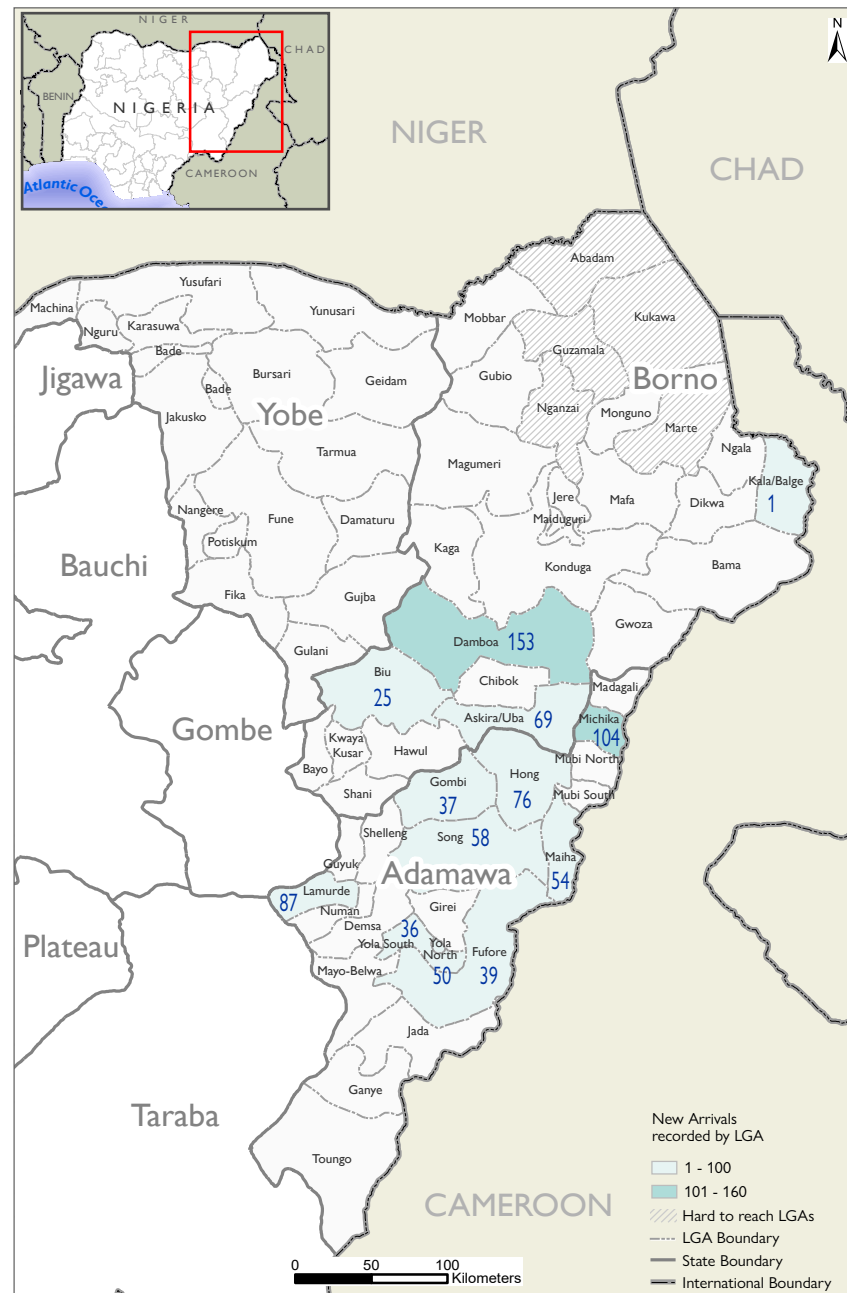 NIGER
CHAD
BENIN
NIGERIA
CAMEROON
Atlantic Oce
N
NIGER
CHAD
Abadam
Yusufari
Machina
Yunusari
Mobbar
Kukawa
Nguru
Karasuwa
Bade
Guzamala
Jigawa
Bade
Bursari
Geidam
Gubio
Borno
Nganzai
Monguno
Yobe
Jakusko
Marte
Tarmua
Ngala
Magumeri
Kala/Balge
1
Jere
Mafa
Dikwa
Nangere
Fune
Damaturu
Maiduguri
Potiskum
Kaga
Bauchi
Konduga
Bama
Fika
Gujba
Gwoza
Damboa 153
Gulani
Biu
25
Chibok
Madagali
Askira/Uba
69
Michika
104
Gombe
Kwaya
Kusar
Hawul
Mubi North
Bayo
Gombi
37
Hong
76
Shani
Mubi South
Shelleng
Song
58
Maiha
54
Guyuk
Adamawa
87
Lamurde
Numan
Girei
Demsa
36
Plateau
Yola South
Yola
North
Fufore
50
39
Mayo-Belwa
Jada
Ganye
Taraba
Toungo
CAMEROON
New Arrivals
recorded by LGA
1 - 100
101 - 160
Hard to reach LGAs
LGA Boundary
State Boundary
International Boundary
0 50 100
Kilometers